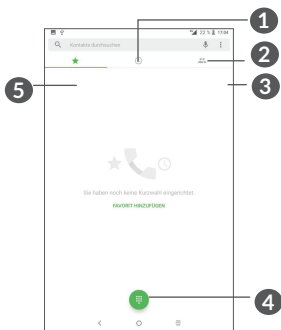 22 % 11:04
Kontakte durchsuchen
Sie haben noch keine Kurzwahl eingerichtet.
FAVORIT HINZUFÜGEN
1
2
3
4
5